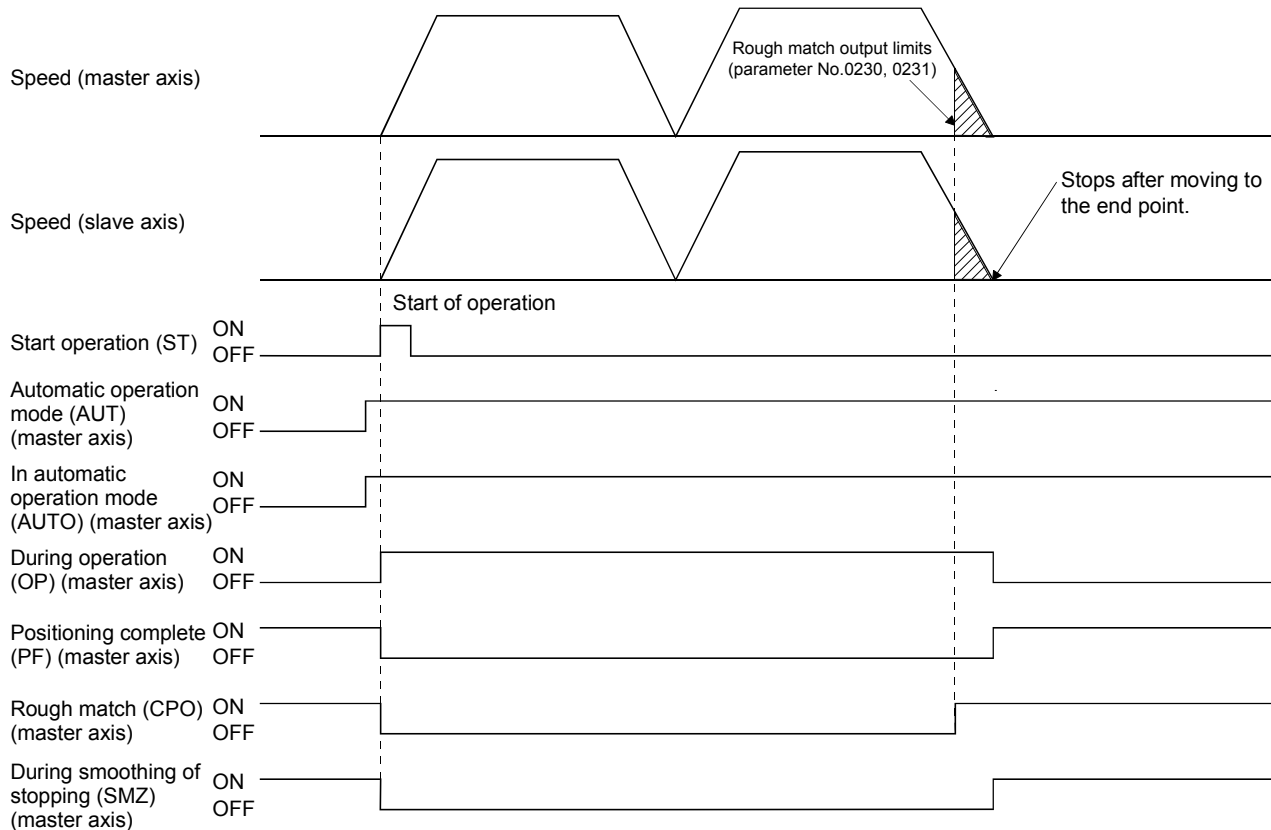 Speed (master axis)
Rough match output limits
(parameter No.0230, 0231)
Speed (slave axis)
Stops after moving to
the end point.
Start of operation
Start operation (ST)
ON
OFF
Automatic operation
mode (AUT)
(master axis)
ON
OFF
In automatic
operation mode
(AUTO) (master axis)
ON
OFF
During operation
(OP) (master axis)
ON
OFF
Positioning complete
(PF) (master axis)
ON
OFF
Rough match (CPO)
(master axis)
ON
OFF
During smoothing of
stopping (SMZ)
(master axis)
ON
OFF